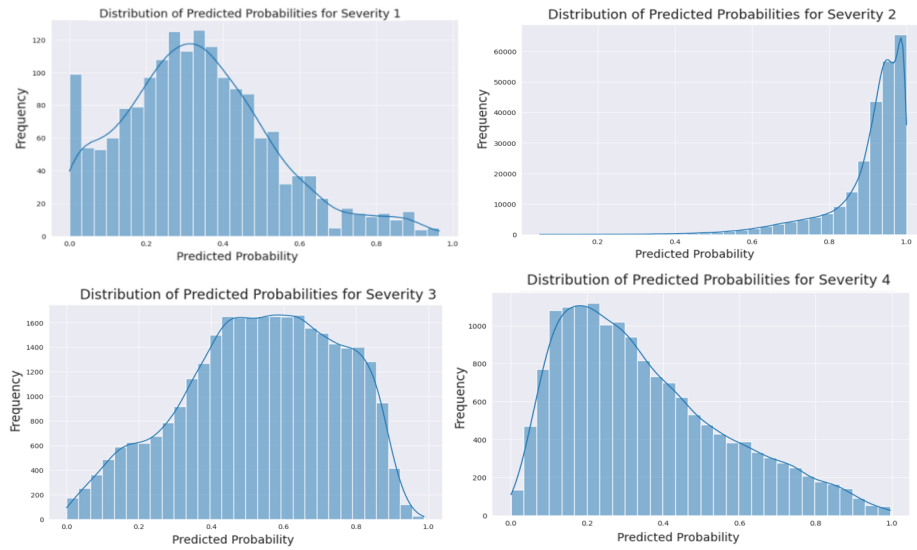 Distribution of Predicted Probabilities for Severity 1
120
100
80
60
40
20
0
Frequency
0.0 0.2 0.4 0.6 0.8 1.0
Predicted Probability
Distribution of Predicted Probabilities for Severity 2
60000
50000
40000
30000
20000
10000
0
Frequency
0.2 0.4 0.6 0.8 1.0
Predicted Probability
Distribution of Predicted Probabilities for Severity 3
1600
1400
1200
1000
800
600
400
200
0
Frequency
0.0 0.2 0.4 0.6 0.8 1.0
Predicted Probability
Distribution of Predicted Probabilities for Severity 4
1000
800
600
400
200
0
Frequency
0.0 0.2 0.4 0.6 0.8 1.0
Predicted Probability